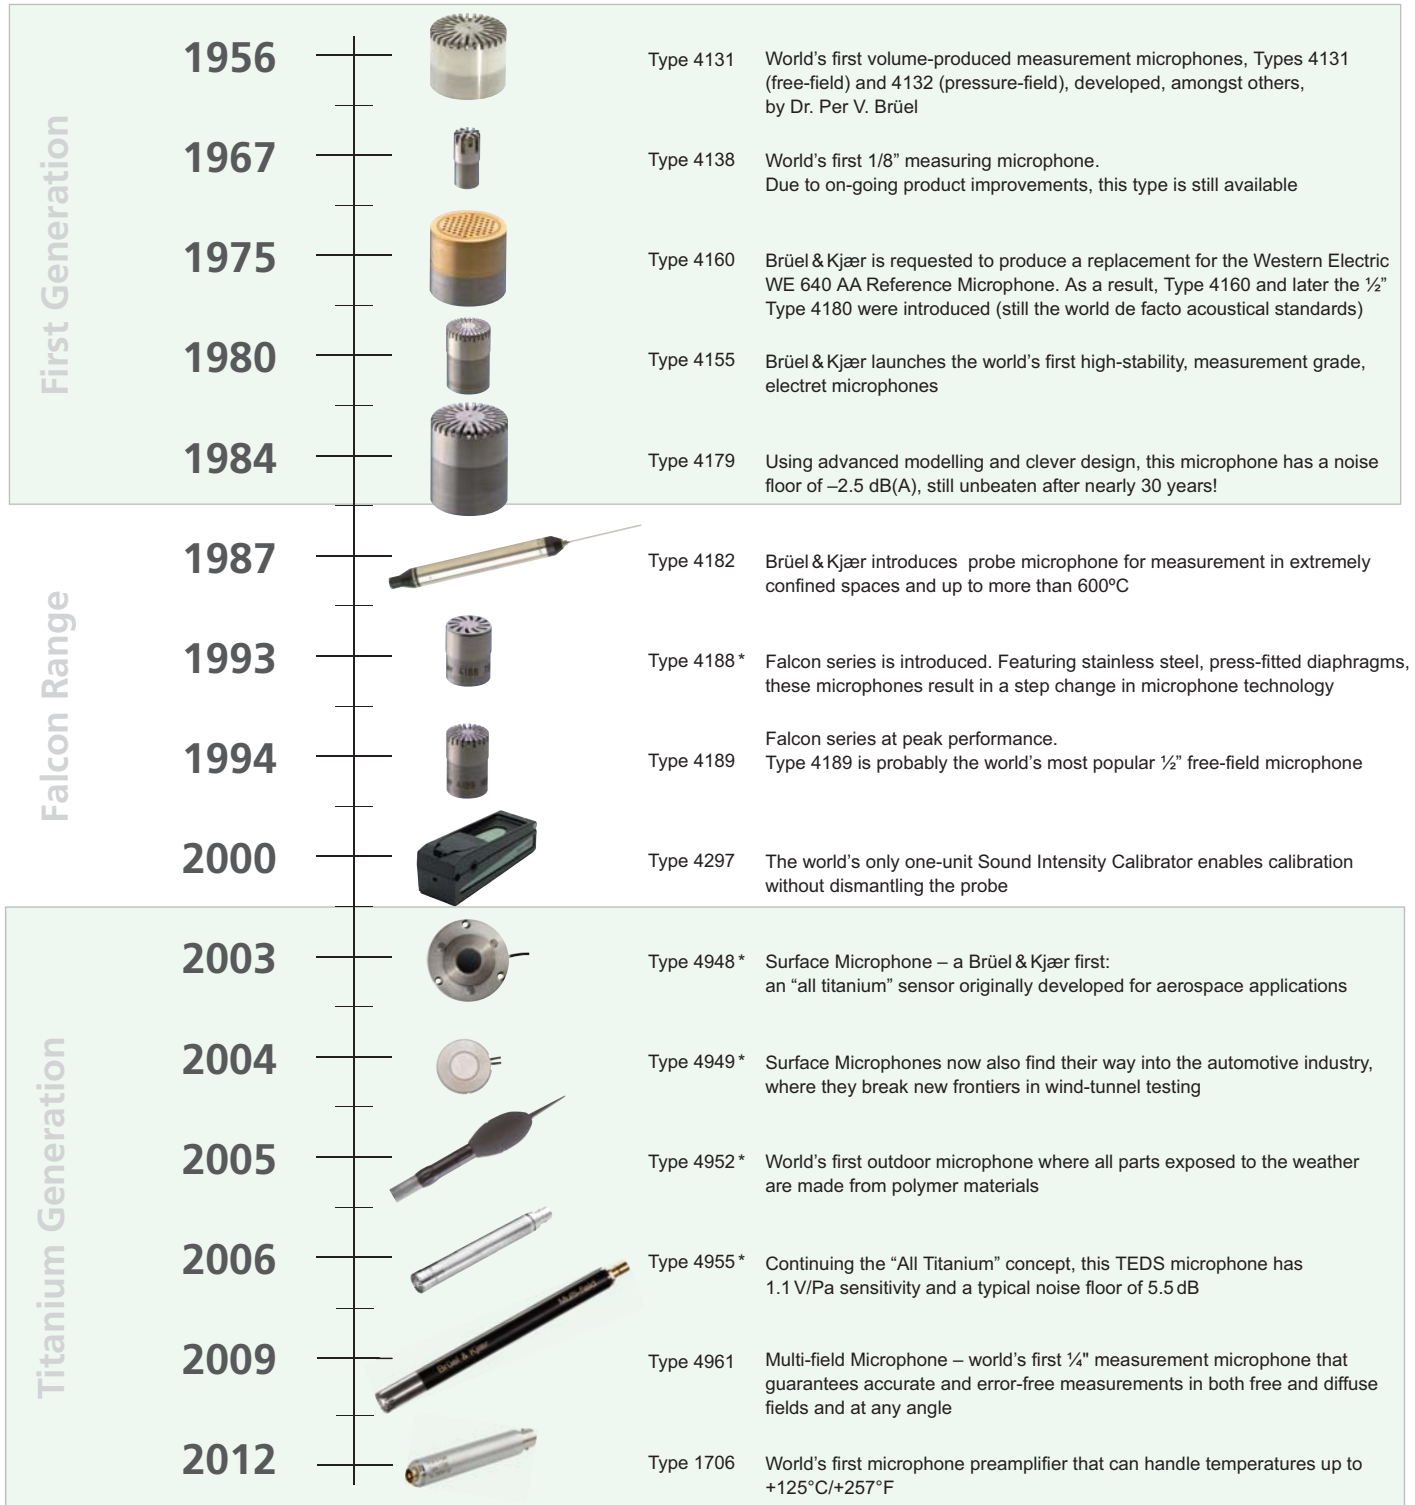 First Generation
1956
Type 4131
World's first volume-produced measurement microphones, Types 4131
(free-field) and 4132 (pressure-field), developed, amongst others,
by Dr. Per V. Brüel
1967
Type 4138
World's first 1/8” measuring microphone.
Due to on-going product improvements, this type is still available
1975
Type 4160
Brüel & Kjær is requested to produce a replacement for the Western Electric
WE 640 AA Reference Microphone. As a result, Type 4160 and later the ½”
Type 4180 were introduced (still the world de facto acoustical standards)
1980
Type 4155
Brüel & Kjær launches the world's first high-stability, measurement grade,
electret microphones
1984
Type 4179
Using advanced modelling and clever design, this microphone has a noise
floor of –2.5 dB(A), still unbeaten after nearly 30 years!
Falcon Range
1987
Type 4182
Brüel & Kjær introduces probe microphone for measurement in extremely
confined spaces and up to more than 600ºC
1993
4188
Type 4188 *
Falcon series is introduced. Featuring stainless steel, press-fitted diaphragms,
these microphones result in a step change in microphone technology
1994
4189
Type 4189
Falcon series at peak performance.
Type 4189 is probably the world's most popular ½” free-field microphone
2000
Type 4297
The world's only one-unit Sound Intensity Calibrator enables calibration
without dismantling the probe
Titanium Generation
2003
Type 4948 *
Surface Microphone – a Brüel & Kjær first:
an “all titanium” sensor originally developed for aerospace applications
2004
Type 4949 *
Surface Microphones now also find their way into the automotive industry,
where they break new frontiers in wind-tunnel testing
2005
Type 4952 *
World's first outdoor microphone where all parts exposed to the weather
are made from polymer materials
2006
Type 4955 *
Continuing the “All Titanium” concept, this TEDS microphone has
1.1 V/Pa sensitivity and a typical noise floor of 5.5 dB
2009
Brüel & Kjær
Multi-field
Type 4961
Multi-field Microphone – world's first ¼" measurement microphone that
guarantees accurate and error-free measurements in both free and diffuse
fields and at any angle
2012
Type 1706
World's first microphone preamplifier that can handle temperatures up to
+125°C/+257°F